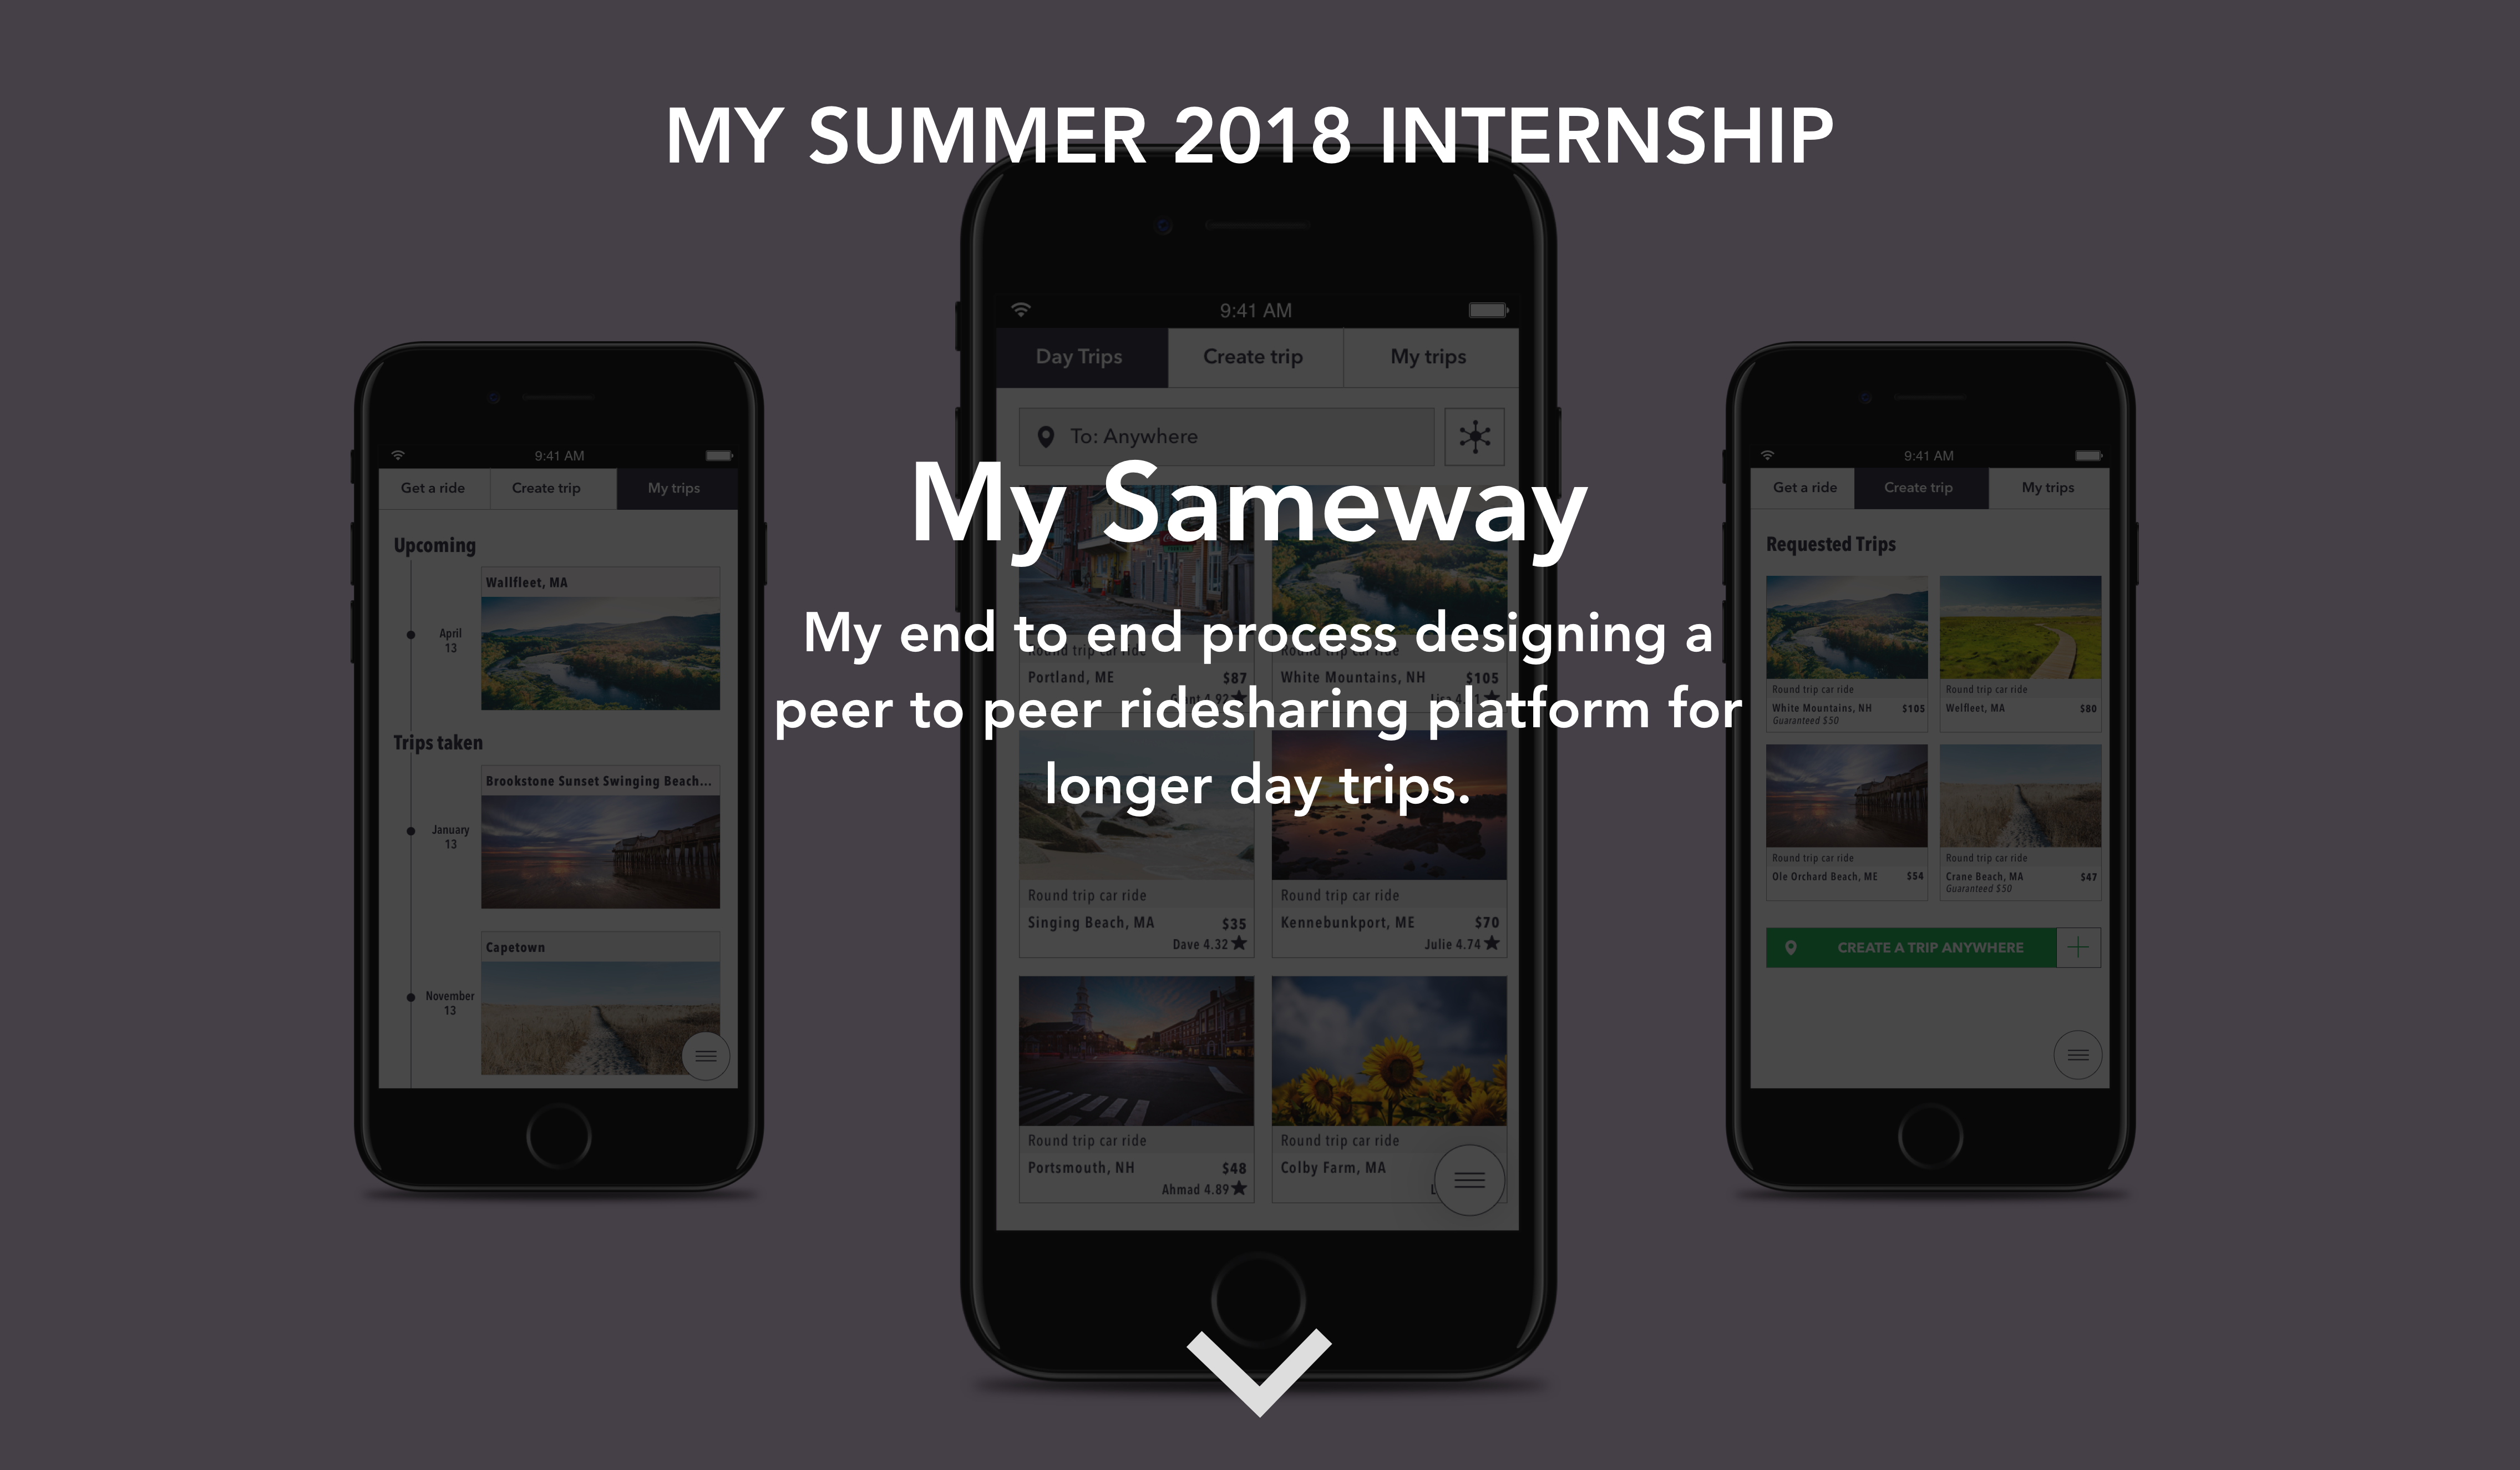 MY SUMMER 2018 INTERNSHIP
My Sameway
My end to end process designing a
peer to peer ridesharing platform for
longer day trips.
9:41 AM
Get a ride
Create trip
My trips
Upcoming
Wallfleet, MA
April
13
Trips taken
Brookstone Sunset Swinging Beach...
January
13
Capetown
November
13
9:41 AM
Day Trips
Create trip
My trips
To: Anywhere
Round trip car ride
Portland, ME $87
Round trip car ride
White Mountains, NH $105
Round trip car ride
Singing Beach, MA $35
Dave 4.32★
Round trip car ride
Kennebunkport, ME $70
Julie 4.74★
Round trip car ride
Portsmouth, NH $48
Ahmad 4.89★
Round trip car ride
Colby Farm, MA
9:41 AM
Get a ride
Create trip
My trips
Requested Trips
Round trip car ride
White Mountains, NH $105
Guaranteed $50
Round trip car ride
Welfleet, MA $80
Round trip car ride
Ole Orchard Beach, ME $54
Round trip car ride
Crane Beach, MA $47
Guaranteed $50
CREATE A TRIP ANYWHERE